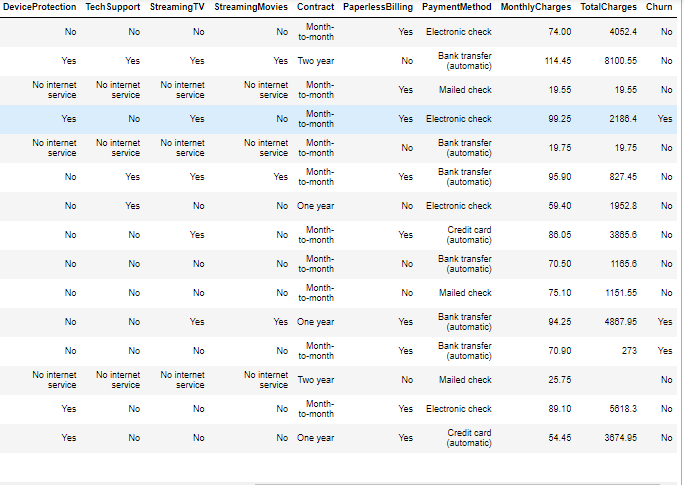 DeviceProtection TechSupport StreamingTV StreamingMovies Contract PaperlessBilling PaymentMethod MonthlyCharges TotalCharges Churn
No No No No Month-to-month Yes Electronic check 74.00 4052.4 No
Yes Yes Yes Yes Two year No Bank transfer (automatic) 114.45 8100.55 No
No internet service No internet service No internet service No internet service Month-to-month Yes Mailed check 19.55 19.55 No
Yes No Yes No Month-to-month Yes Electronic check 99.25 2186.4 Yes
No internet service No internet service No internet service No internet service Month-to-month No Bank transfer (automatic) 19.75 19.75 No
No Yes Yes Yes Month-to-month Yes Bank transfer (automatic) 95.90 827.45 No
No Yes No No One year No Electronic check 59.40 1952.8 No
No No Yes No Month-to-month Yes Credit card (automatic) 86.05 3865.6 No
No No No No Month-to-month No Bank transfer (automatic) 70.50 1165.6 No
No No No No Month-to-month No Mailed check 75.10 1151.55 No
No No Yes Yes One year Yes Bank transfer (automatic) 94.25 4867.95 Yes
No No No No Month-to-month Yes Bank transfer (automatic) 70.90 273 Yes
No internet service No internet service No internet service No internet service Two year No Mailed check 25.75 No
Yes No No No Month-to-month Yes Electronic check 89.10 5618.3 No
Yes No No No One year Yes Credit card (automatic) 54.45 3674.95 No